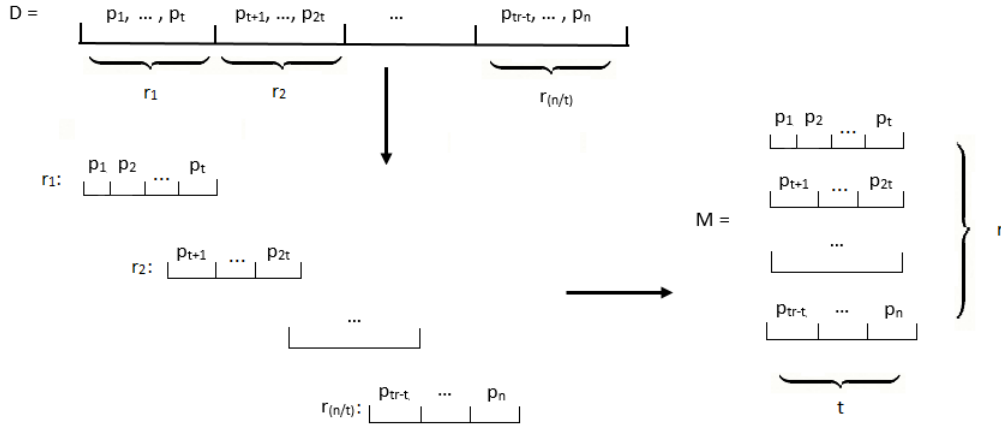 D = p1, ... , pt pt+1, ..., p2t ... ptr-t, ... , pn
r1 r2 r(n/t)
p1 p2 ... pt
r1: p1 p2 ... pt
pt+1 ... p2t
M =
r
r2: pt+1 ... p2t
...
...
ptr-t, ... pn
r(n/t): ptr-t, ... pn
t